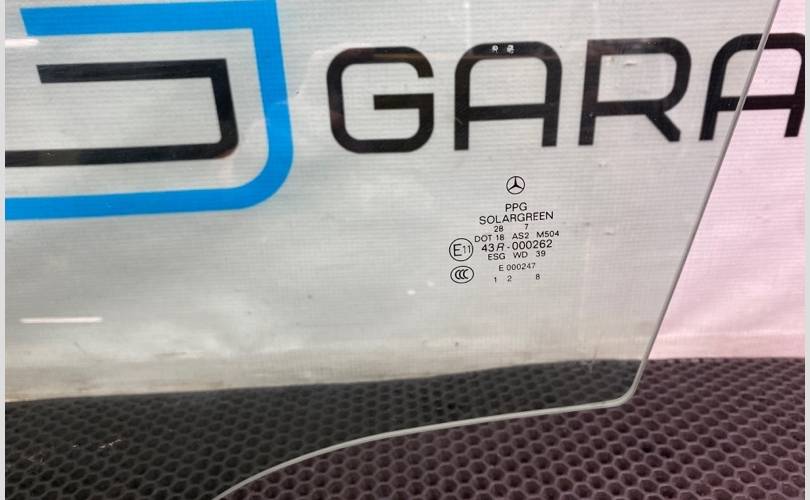 GARA
PPG
SOLARGREEN
28 7
DOT 18 AS2 M504
E11 43R-000262
ESG WD 39
CCC E 000247
1 2 8